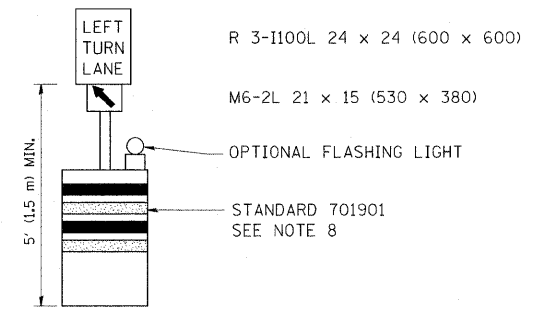 LEFT
TURN
LANE
R 3-I100L 24 x 24 (600 x 600)
M6-2L 21 x 15 (530 x 380)
OPTIONAL FLASHING LIGHT
5' (1.5 m) MIN.
STANDARD 701901
SEE NOTE 8